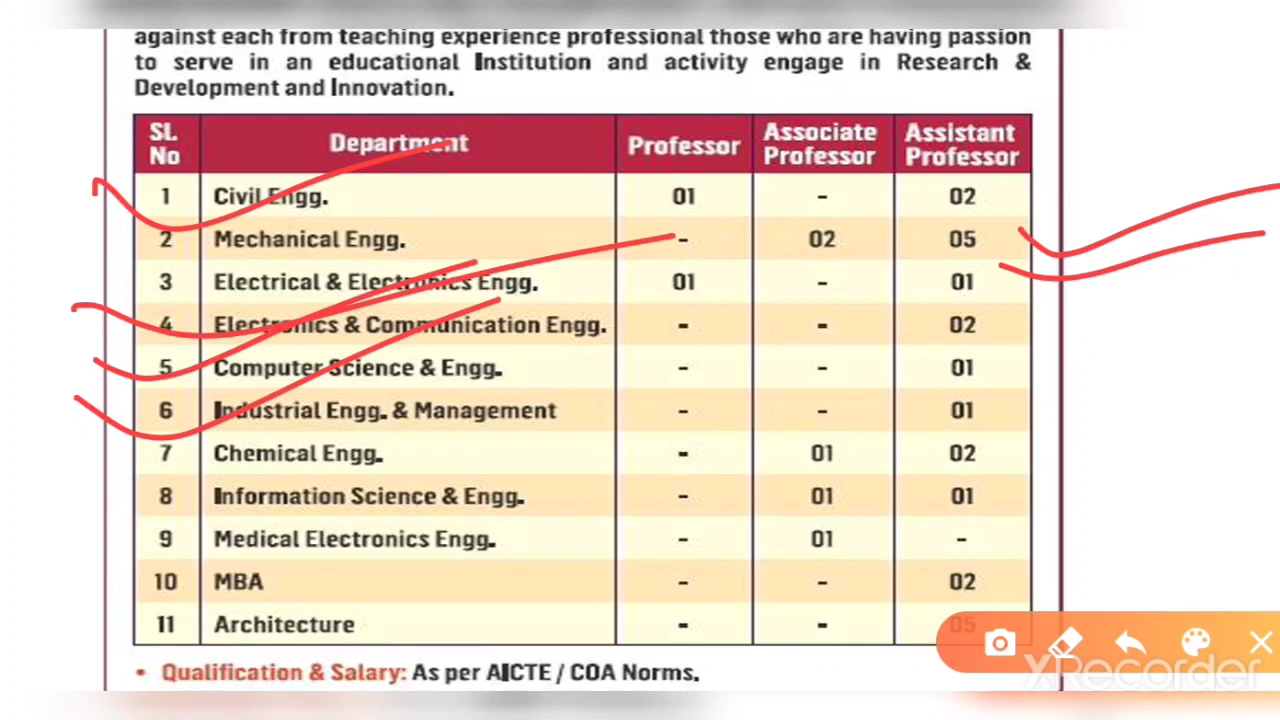 against each from teaching experience professional those who are having passion
to serve in an educational Institution and activity engage in Research &
Development and Innovation.
Sl. No Department Professor Associate Professor Assistant Professor
1 Civil Engg. 01 - 02
2 Mechanical Engg. - 02 05
3 Electrical & Electronics Engg. 01 - 01
4 Electronics & Communication Engg. - - 02
5 Computer Science & Engg. - - 01
6 Industrial Engg. & Management - - 01
7 Chemical Engg. - 01 02
8 Information Science & Engg. - 01 01
9 Medical Electronics Engg. - 01 -
10 MBA - - 02
11 Architecture - - 05
• Qualification & Salary: As per AICTE / COA Norms.
XRecorder